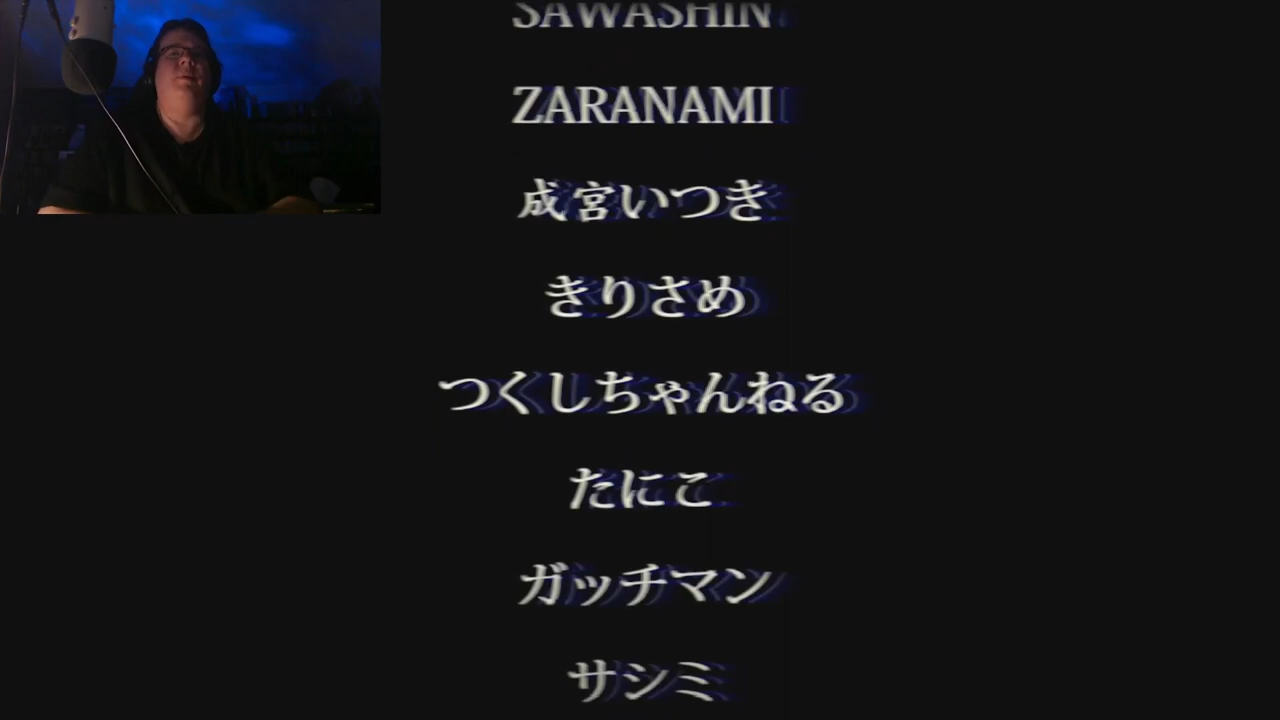 SAWASHIN
ZARANAMI
成宮いつき
きりさめ
つくしちゃんねる
たにこ
ガッチマン
サシミ